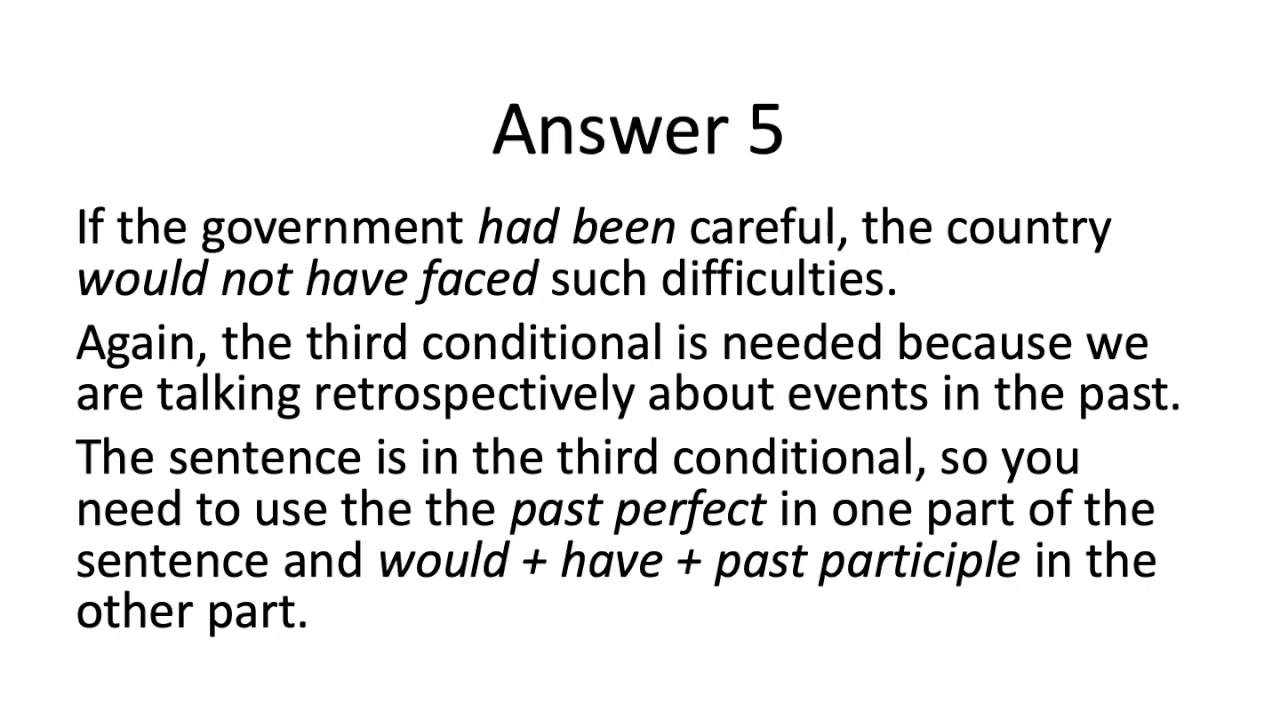 Answer 5
If the government had been careful, the country
would not have faced such difficulties.
Again, the third conditional is needed because we
are talking retrospectively about events in the past.
The sentence is in the third conditional, so you
need to use the the past perfect in one part of the
sentence and would + have + past participle in the
other part.